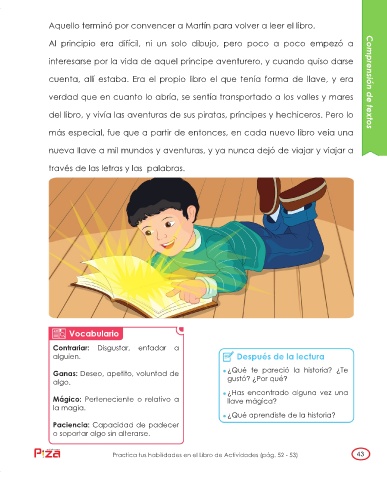 Aquello terminó por convencer a Martín para volver a leer el libro.
Al principio era difícil, ni un solo dibujo, pero poco a poco empezó a
interesarse por la vida de aquel príncipe aventurero, y cuando quiso darse
cuenta, allí estaba. Era el propio libro el que tenía forma de llave, y era
verdad que en cuanto lo abría, se sentía transportado a los valles y mares
del libro, y vivía las aventuras de sus piratas, príncipes y hechiceros. Pero lo
más especial, fue que a partir de entonces, en cada nuevo libro veía una
nueva llave a mil mundos y aventuras, y ya nunca dejó de viajar y viajar a
través de las letras y las palabras.
Comprensión de textos
Vocabulario
Contrariar: Disgustar, enfadar a
alguien.
Ganas: Deseo, apetito, voluntad de
algo.
Mágico: Perteneciente o relativo a
la magia.
Paciencia: Capacidad de padecer
o soportar algo sin alterarse.
Después de la lectura
¿Qué te pareció la historia? ¿Te
gustó? ¿Por qué?
¿Has encontrado alguna vez una
llave mágica?
¿Qué aprendiste de la historia?
Practica tus habilidades en el Libro de Actividades (pág. 52 - 53)
43